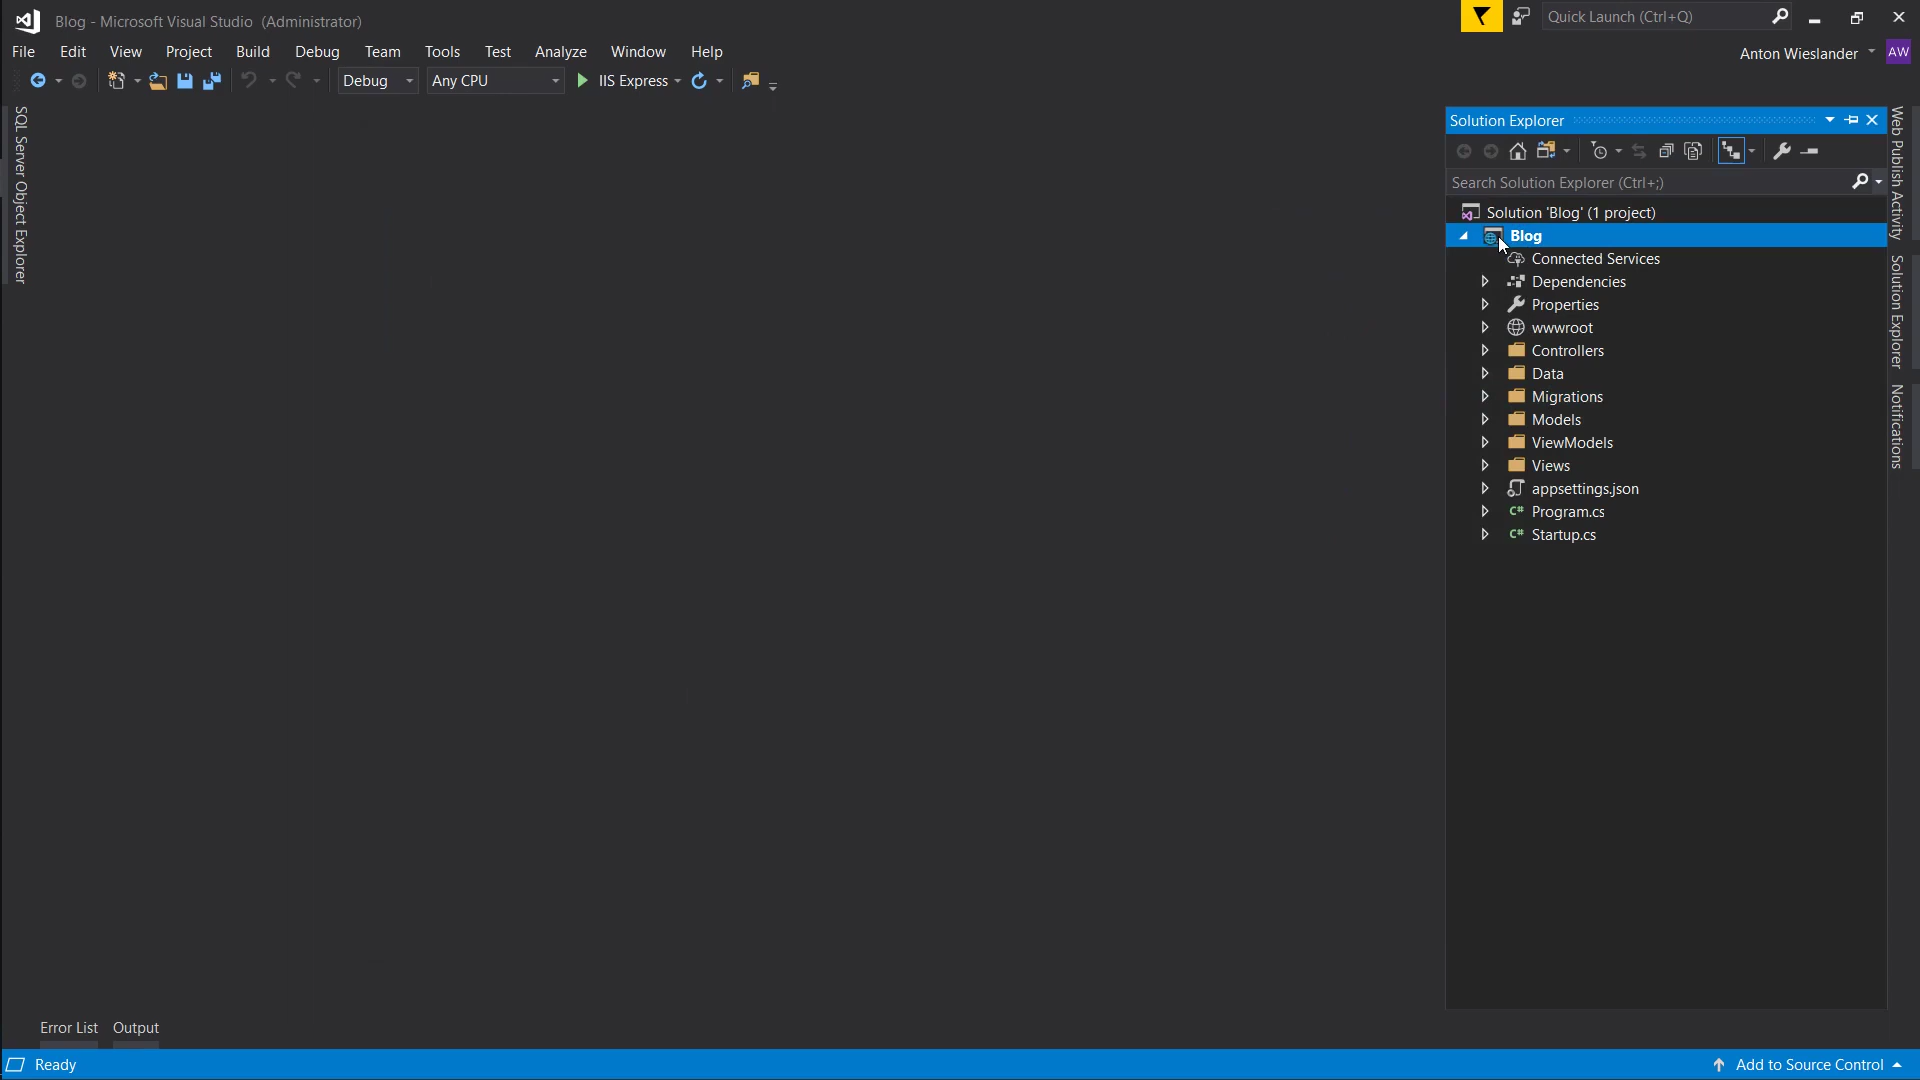 Blog - Microsoft Visual Studio (Administrator)
Quick Launch (Ctrl+Q)
File Edit View Project Build Debug Team Tools Test Analyze Window Help
Anton Wieslander AW
Debug Any CPU IIS Express
SQL Server Object Explorer
Solution Explorer
Search Solution Explorer (Ctrl+;)
Solution 'Blog' (1 project)
Blog
Connected Services
Dependencies
Properties
wwwroot
Controllers
Data
Migrations
Models
ViewModels
Views
appsettings.json
C# Program.cs
C# Startup.cs
Web Publish Activity
Solution Explorer
Notifications
Error List Output
Ready
Add to Source Control